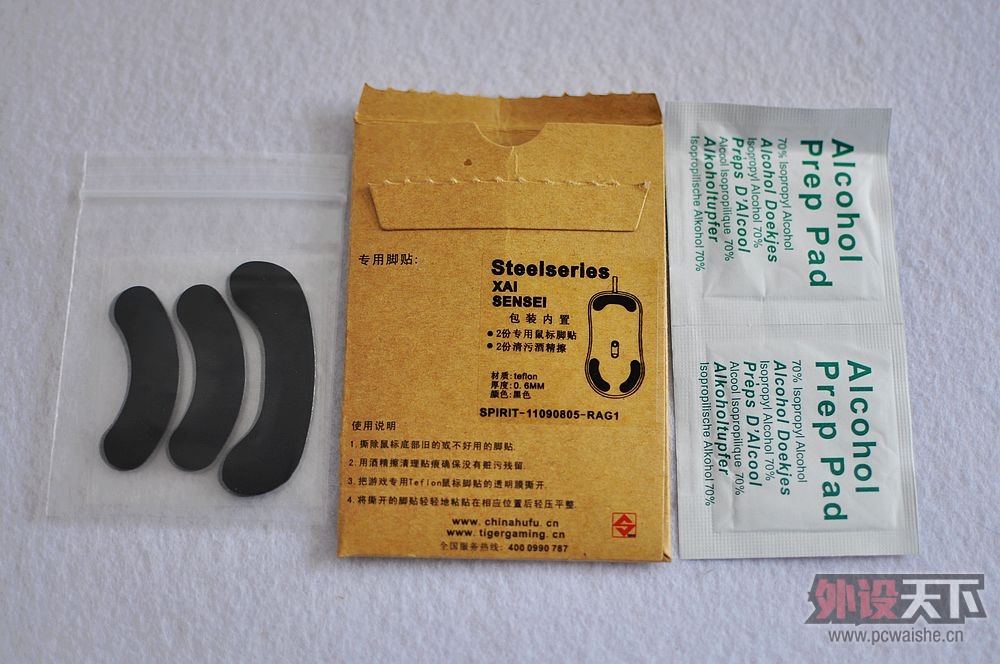 专用脚贴:
Steelseries
XAI
SENSEI
包装内置
●2份专用鼠标脚贴
●2份清污酒精擦
材质:teflon
厚度:0.6MM
颜色:黑色
SPIRIT-11090805-RAG1
使用说明
1.撕除鼠标底部旧的或不好用的脚贴.
2.用酒精擦清理贴痕确保没有脏污残留.
3.把游戏专用Teflon鼠标脚贴的透明膜撕开.
4.将撕开的脚贴轻轻地粘贴在相应位置后轻压平整.
www.chinahufu.cn
www.tigergaming.cn
全国服务热线: 400 0990 787
Alcohol
Prep Pad
70% Isopropyl Alcohol
Alcohol Doekjes
Isopropyl Alcohol 70%
Préps D'Alcool
Alcool Isopropilique 70%
Alkoholtupfer
Isopropilische Alkohol 70%
Alcohol
Prep Pad
70% Isopropyl Alcohol
Alcohol Doekjes
Isopropyl Alcohol 70%
Préps D'Alcool
Alcool Isopropilique 70%
Alkoholtupfer
Isopropilische Alkohol 70%
外设天下
www.pcwaishe.cn